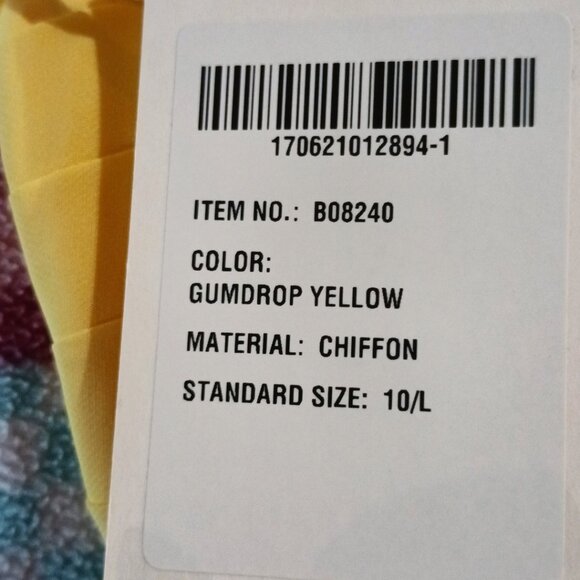 170621012894-1
ITEM NO.: B08240
COLOR:
GUMDROP YELLOW
MATERIAL: CHIFFON
STANDARD SIZE: 10/L